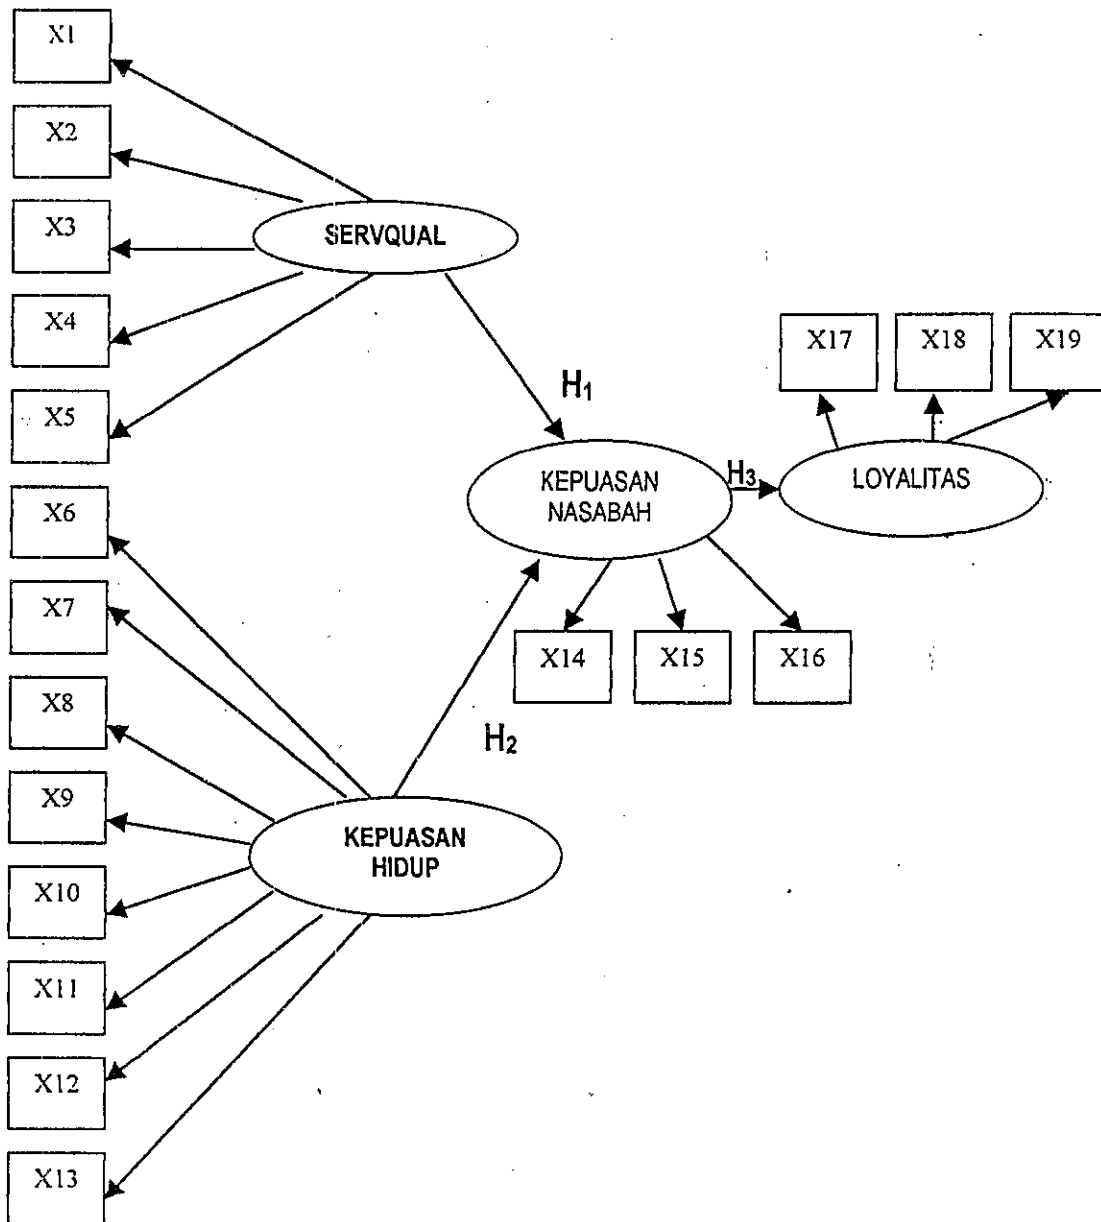 X1
X2
X3
X4
X5
X6
X7
X8
X9
X10
X11
X12
X13
SERVQUAL
H1
KEPUASAN
NASABAH
H3
LOYALITAS
X17
X18
X19
X14
X15
X16
H2
KEPUASAN
HIDUP